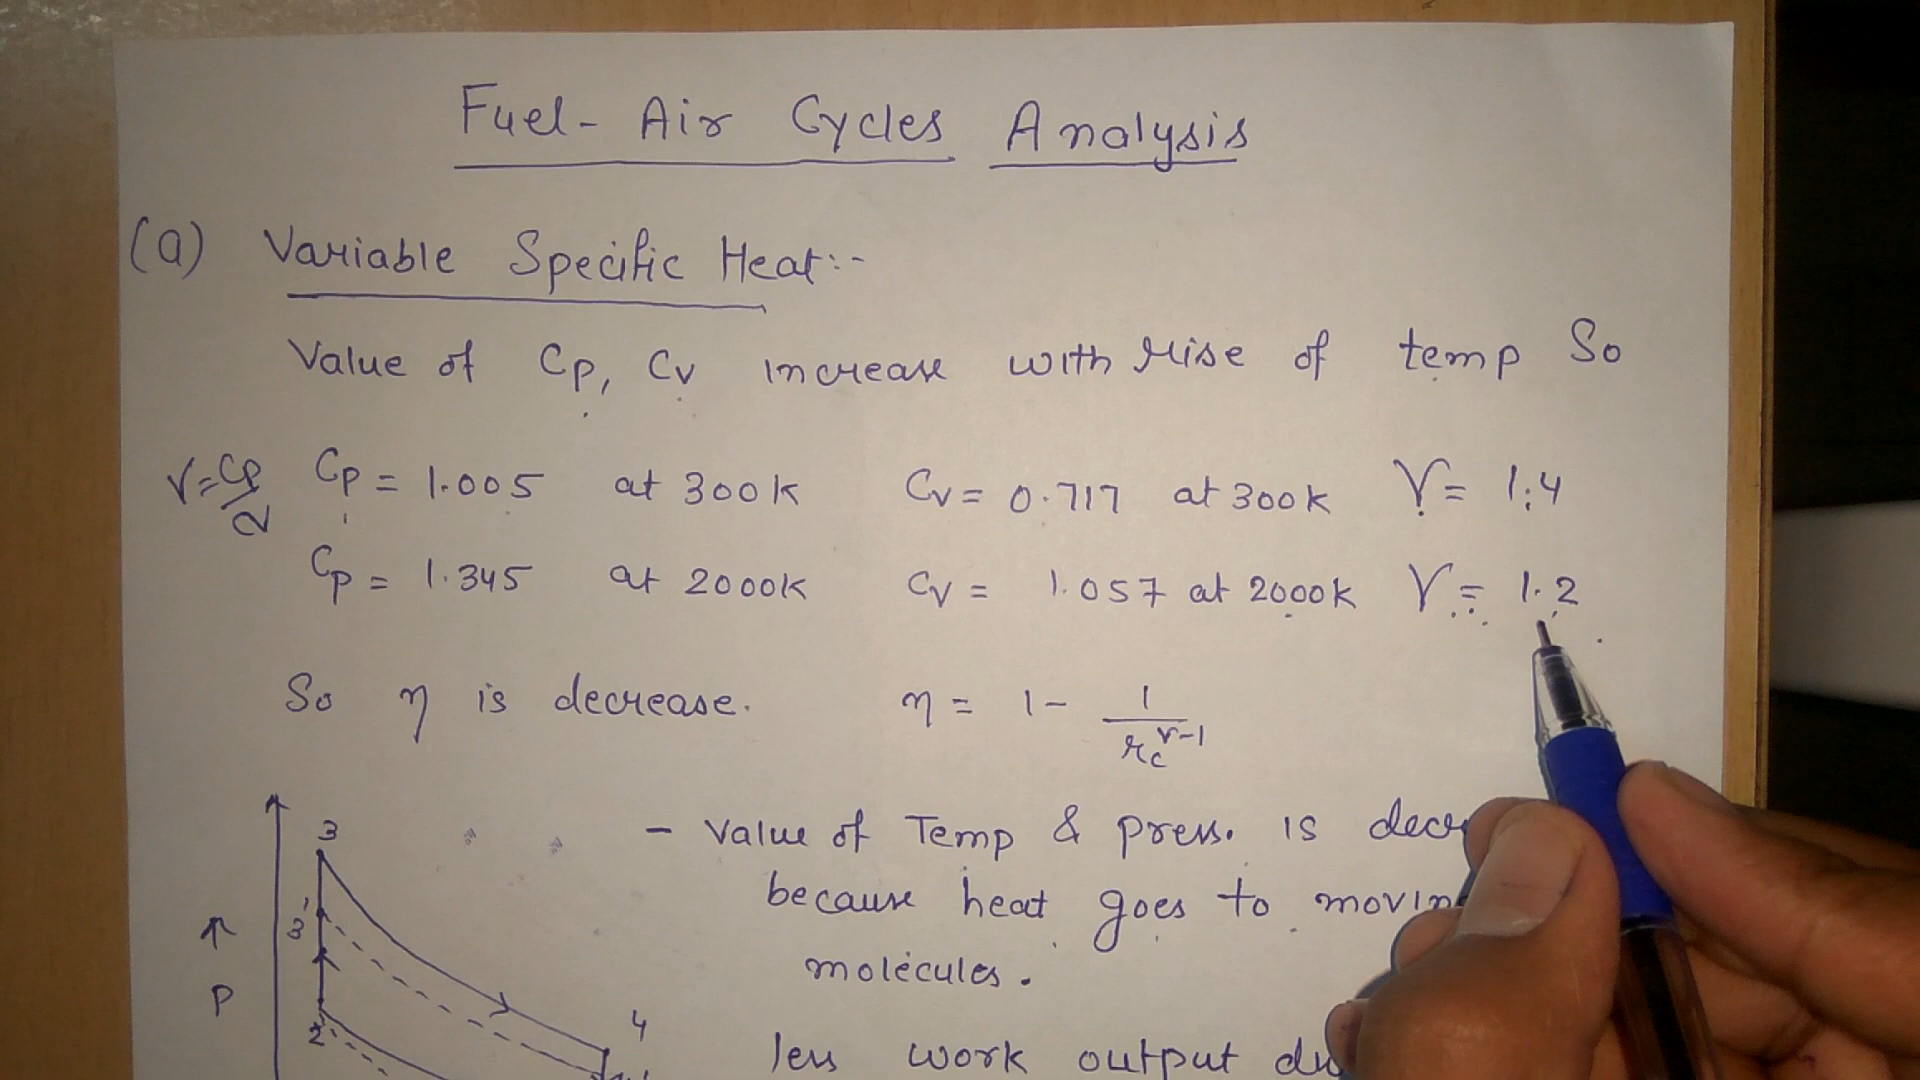 Fuel-Air Cycles Analysis
(a) Variable Specific Heat:-
Value of Cp, Cv increase with rise of temp So
γ=Cp/Cv Cp = 1.005 at 300k Cv = 0.717 at 300k γ = 1.4
Cp = 1.345 at 2000k Cv = 1.057 at 2000k γ = 1.2
So η is decrease. η = 1 - 1/rc^γ-1
3
- Value of Temp & press. is
because heat goes to
3'
molecules.
P
2
4
less work output